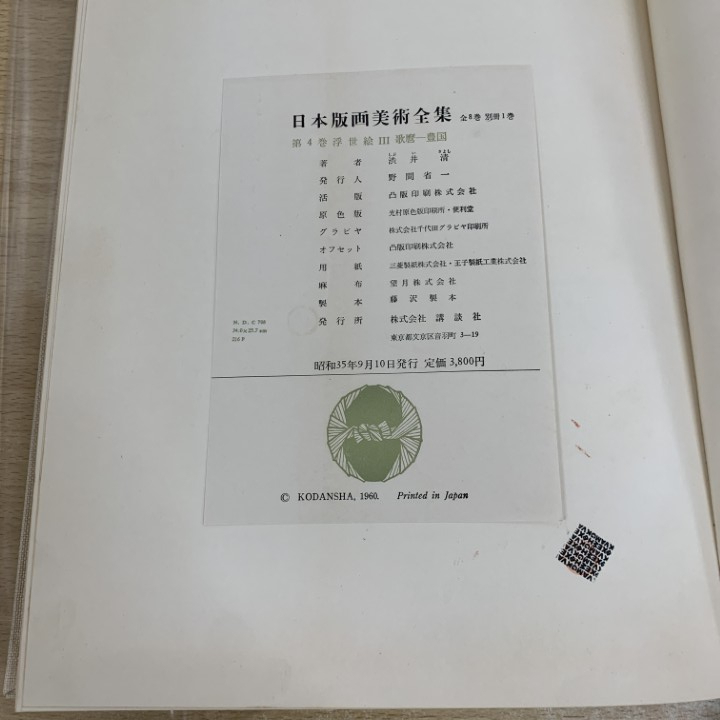 日本版画美術全集 全8巻 別冊1巻
第4巻 浮世絵 III 歌麿—豊国
著者 渋井 清
発行人 野間省一
活版 凸版印刷株式会社
原色版 光村原色版印刷所・便利堂
グラビヤ 株式会社千代田グラビヤ印刷所
オフセット 凸版印刷株式会社
用紙 三菱製紙株式会社・王子製紙工業株式会社
麻布 望月株式会社
製本 藤沢製本
発行所 株式会社 講談社
東京都文京区音羽町 3—19
昭和35年9月10日発行 定価 3,800円
© KODANSHA, 1960. Printed in Japan